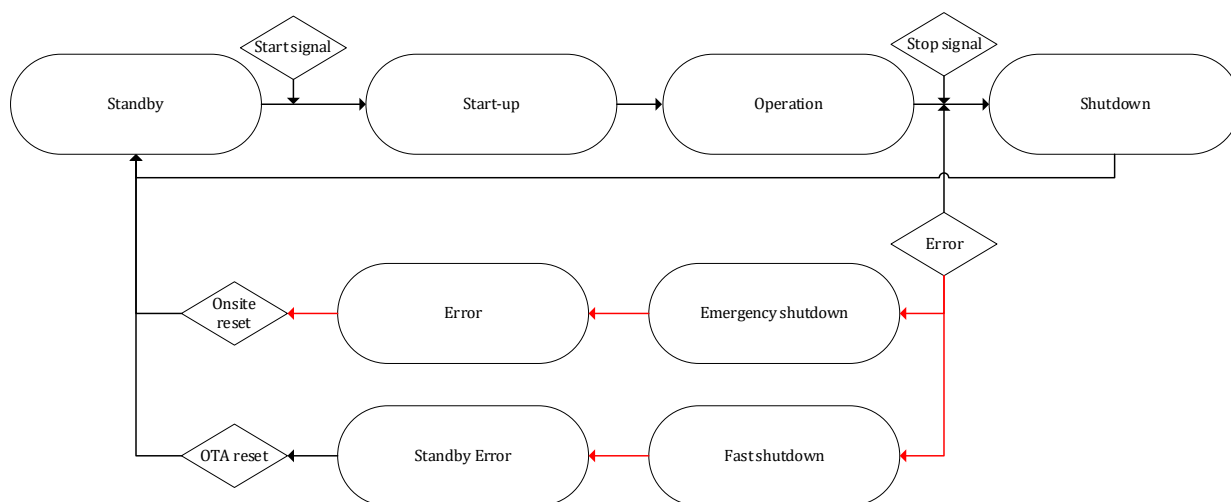 Start signal
Stop signal
Standby
Start-up
Operation
Shutdown
Error
Onsite
reset
Error
Emergency shutdown
OTA reset
Standby Error
Fast shutdown